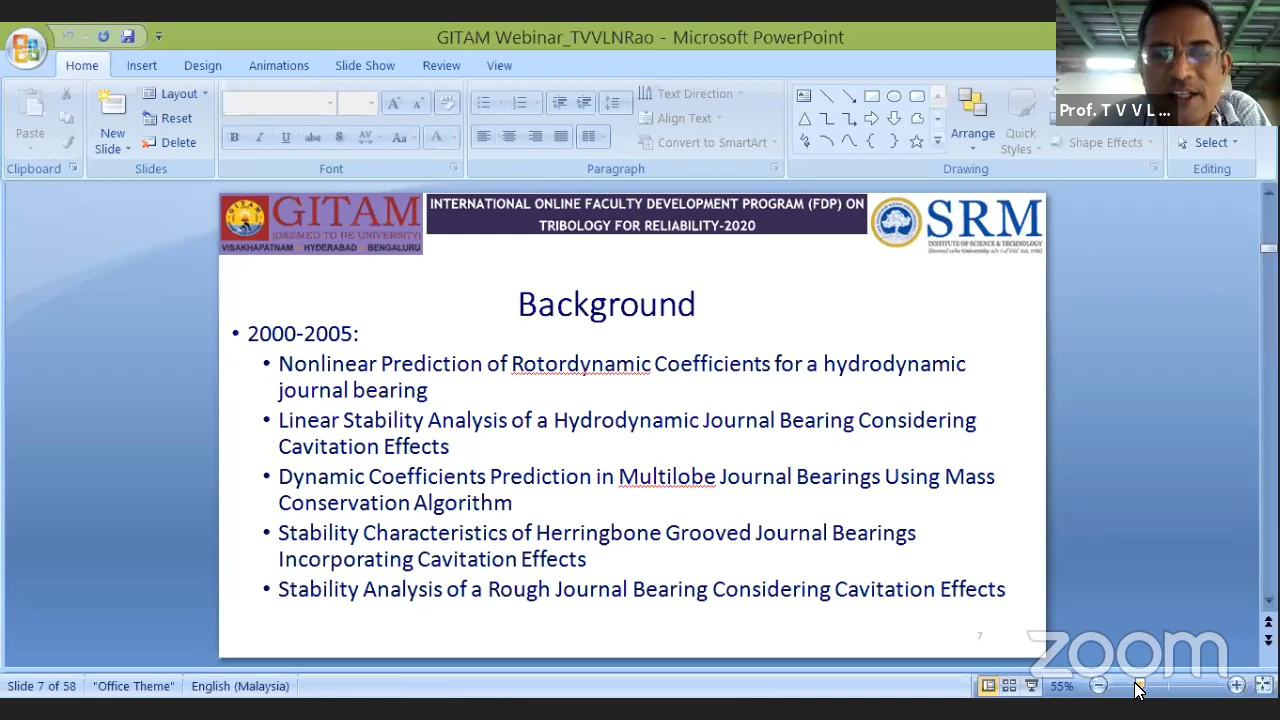 GITAM Webinar_TVVLNRao - Microsoft PowerPoint
Home Insert Design Animations Slide Show Review View
Prof. T V V L ...
Paste
New
Slide
Layout
Reset
Delete
Text Direction
Align Text
Convert to SmartArt
Arrange
Quick
Styles
Shape Effects
Select
Clipboard Slides Font Paragraph Drawing Editing
GITAM
(DEEMED TO BE UNIVERSITY)
VISAKHAPATNAM HYDERABAD BENGALURU
INTERNATIONAL ONLINE FACULTY DEVELOPMENT PROGRAM (FDP) ON
TRIBOLOGY FOR RELIABILITY-2020
SRM
INSTITUTE OF SCIENCE & TECHNOLOGY
Background
• 2000-2005:
• Nonlinear Prediction of Rotordynamic Coefficients for a hydrodynamic
journal bearing
• Linear Stability Analysis of a Hydrodynamic Journal Bearing Considering
Cavitation Effects
• Dynamic Coefficients Prediction in Multilobe Journal Bearings Using Mass
Conservation Algorithm
• Stability Characteristics of Herringbone Grooved Journal Bearings
Incorporating Cavitation Effects
• Stability Analysis of a Rough Journal Bearing Considering Cavitation Effects
7
zoom
Slide 7 of 58 "Office Theme" English (Malaysia) 55%